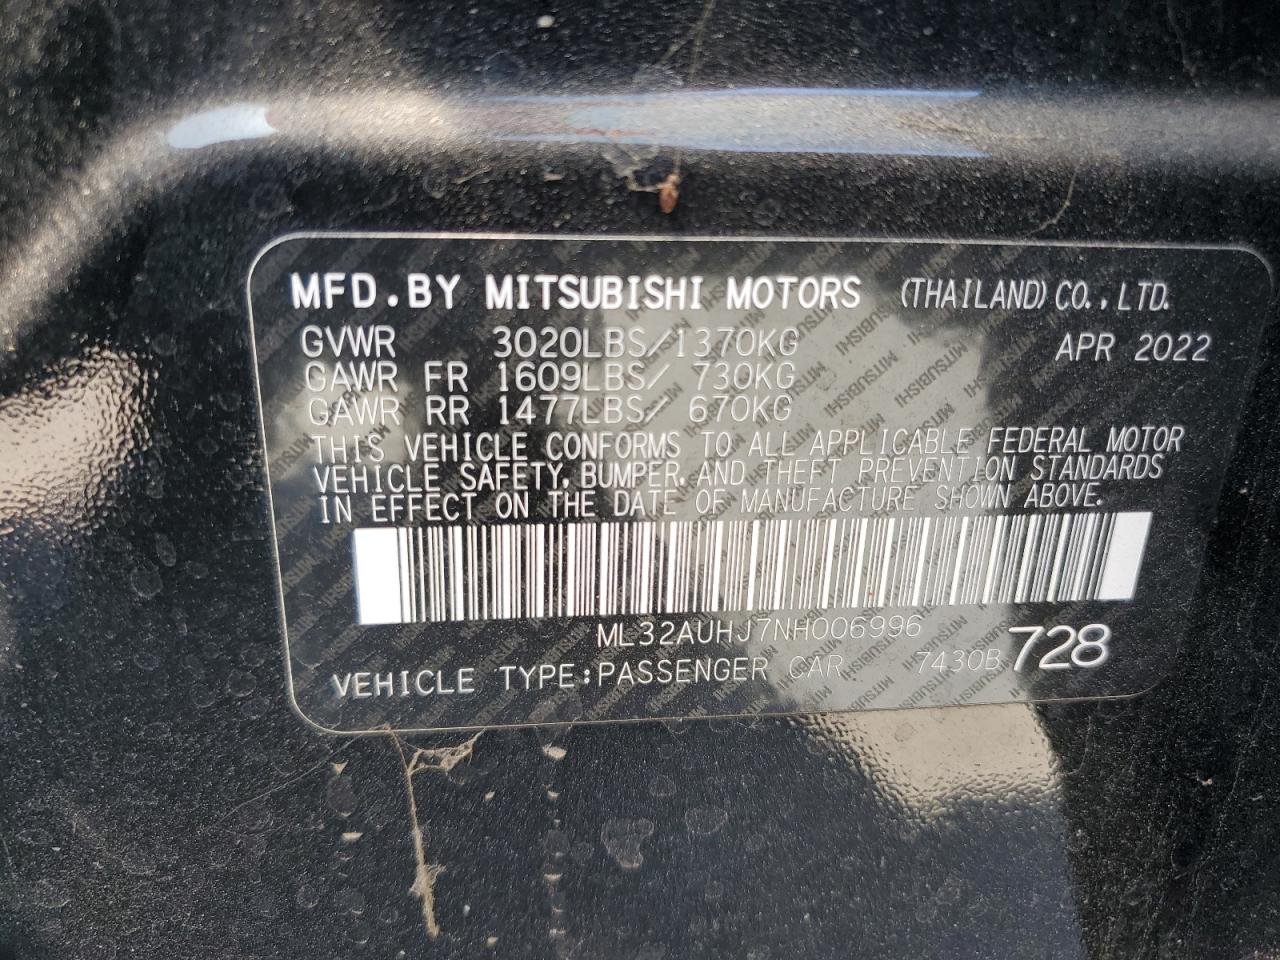 MFD.BY MITSUBISHI MOTORS (THAILAND)CO.,LTD.
GVWR 3020LBS/1370KG APR 2022
GAWR FR 1609LBS/ 730KG
GAWR RR 1477LBS/ 670KG
THIS VEHICLE CONFORMS TO ALL APPLICABLE FEDERAL MOTOR
VEHICLE SAFETY, BUMPER, AND THEFT PREVENTION STANDARDS
IN EFFECT ON THE DATE OF MANUFACTURE SHOWN ABOVE.
ML32AUHJ7NH006996
VEHICLE TYPE:PASSENGER CAR 7430B 728